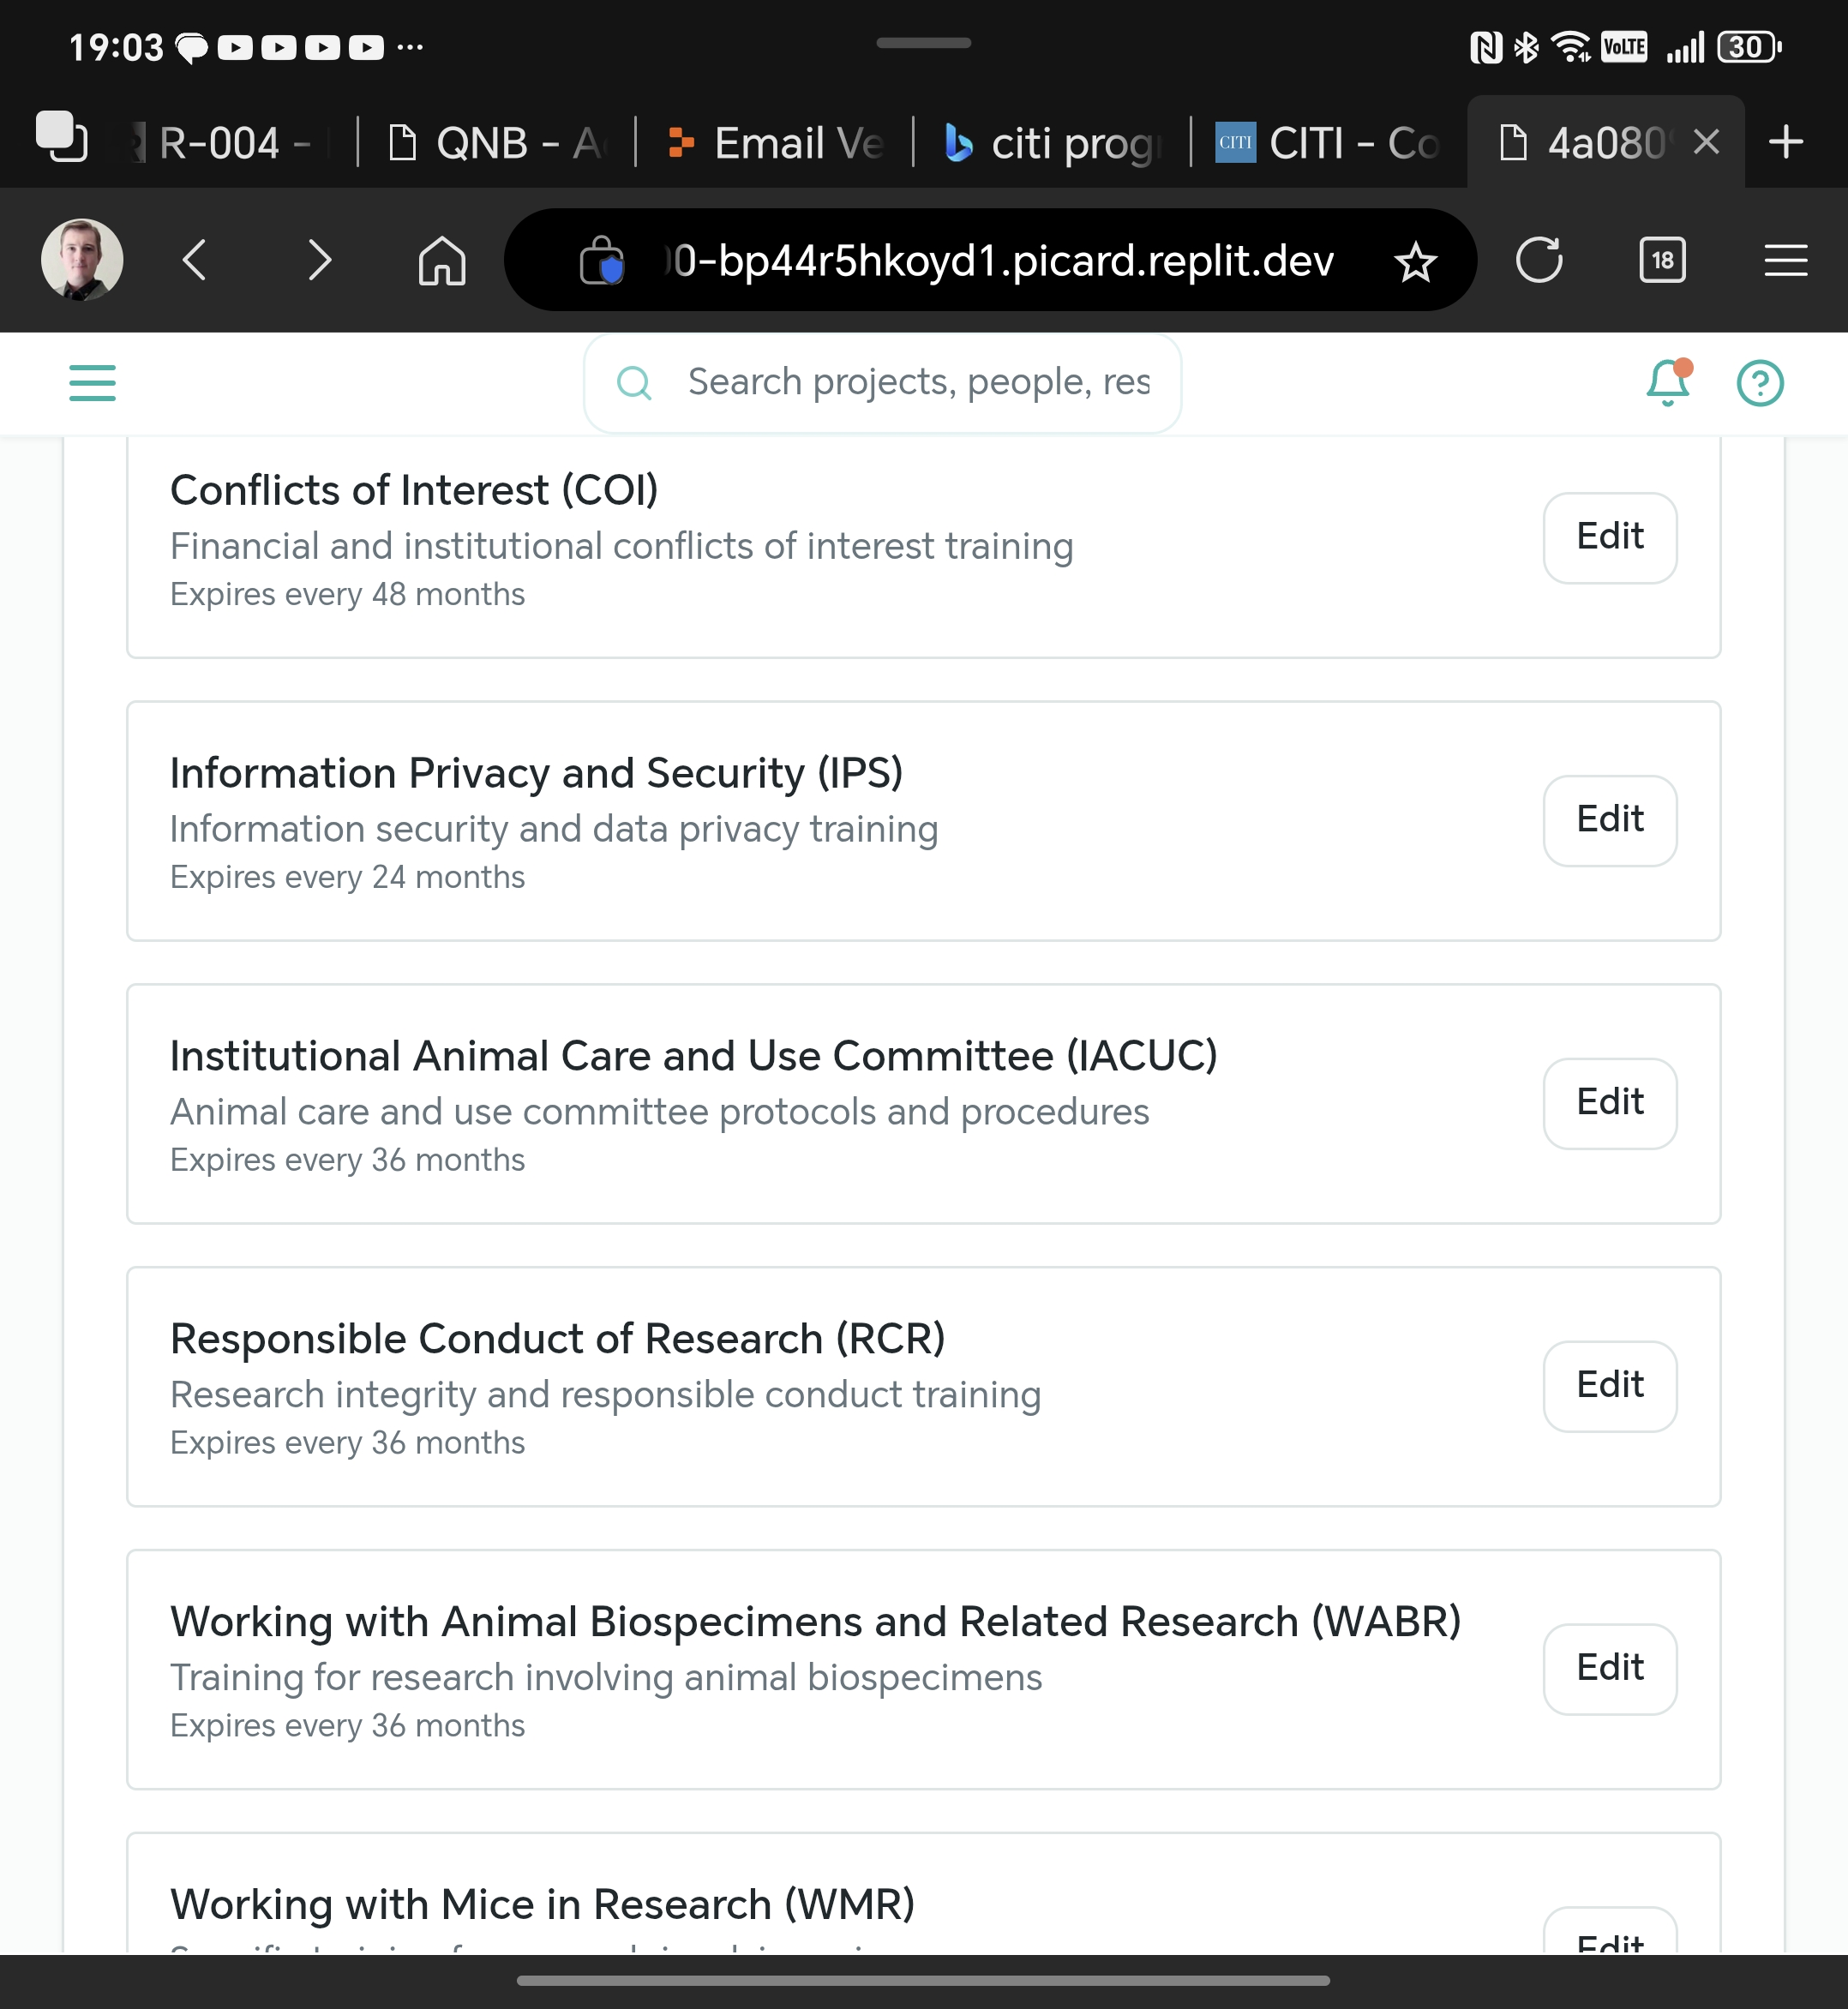 19:03
VoLTE
30
R-004 -
QNB -
Email Ve
citi prog
CITI
CITI - Co
4a080
0-bp44r5hkoyd1.picard.replit.dev
18
Search projects, people, res
Conflicts of Interest (COI)
Financial and institutional conflicts of interest training
Expires every 48 months
Edit
Information Privacy and Security (IPS)
Information security and data privacy training
Expires every 24 months
Edit
Institutional Animal Care and Use Committee (IACUC)
Animal care and use committee protocols and procedures
Expires every 36 months
Edit
Responsible Conduct of Research (RCR)
Research integrity and responsible conduct training
Expires every 36 months
Edit
Working with Animal Biospecimens and Related Research (WABR)
Training for research involving animal biospecimens
Expires every 36 months
Edit
Working with Mice in Research (WMR)
Edit